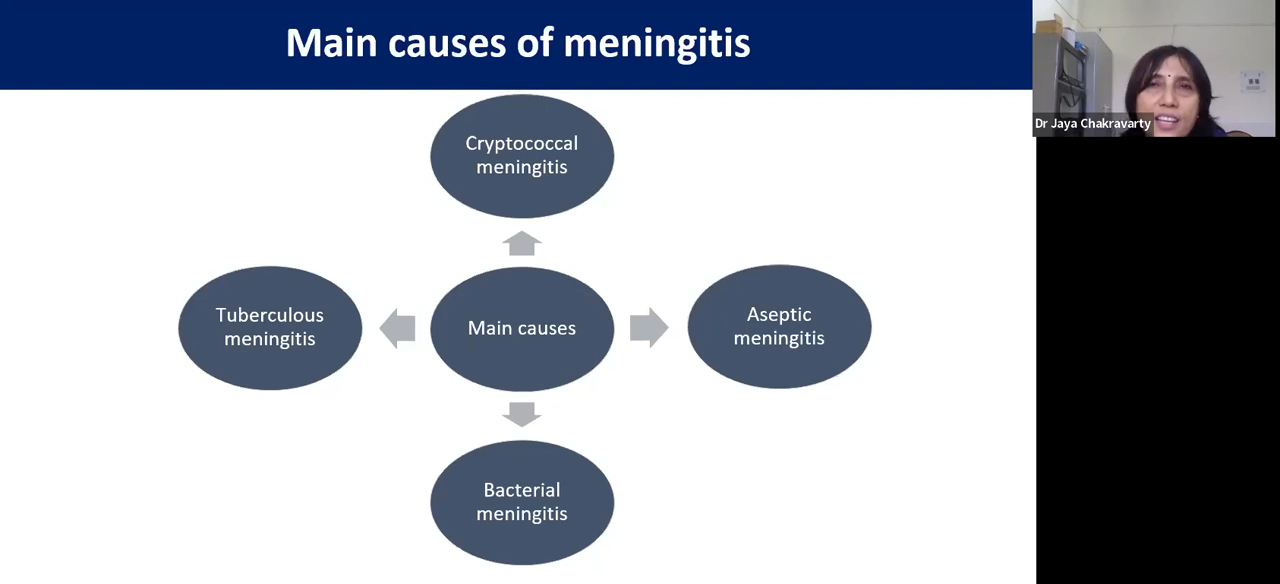 Main causes of meningitis
Dr Jaya Chakravarty
Cryptococcal
meningitis
Tuberculous
meningitis
Main causes
Aseptic
meningitis
Bacterial
meningitis